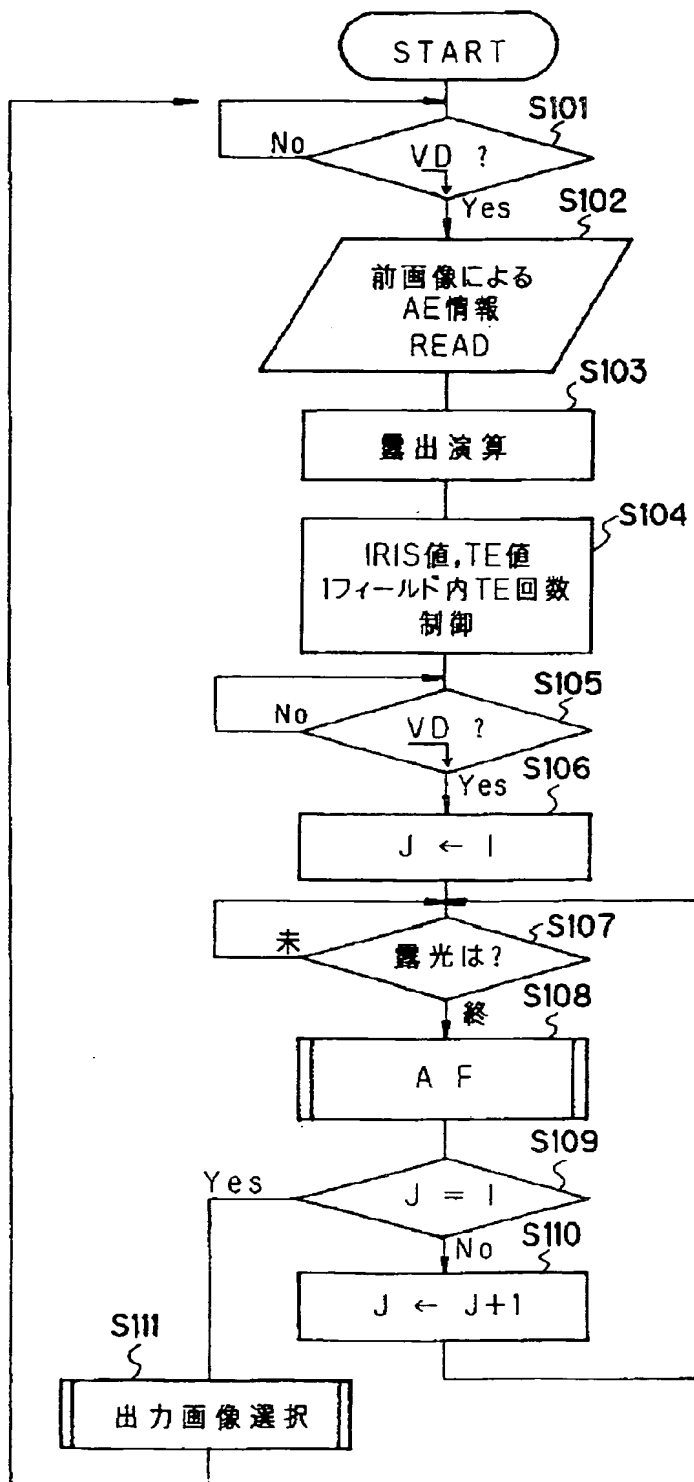 START
S101
No
VD ?
Yes
S102
前画像による
AE情報
READ
S103
露出演算
S104
IRIS値,TE値
1フィールド内TE回数
制御
S105
No
VD ?
Yes
S106
J ← 1
S107
未
露光は?
終
S108
A F
S109
Yes
J = I
No
S110
J ← J+1
S111
出力画像選択